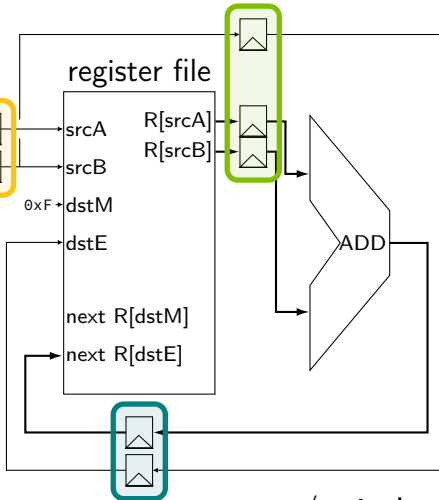 register file
srcA
R[srcA]
R[srcB]
srcB
0xF
dstM
dstE
ADD
next R[dstM]
next R[dstE]